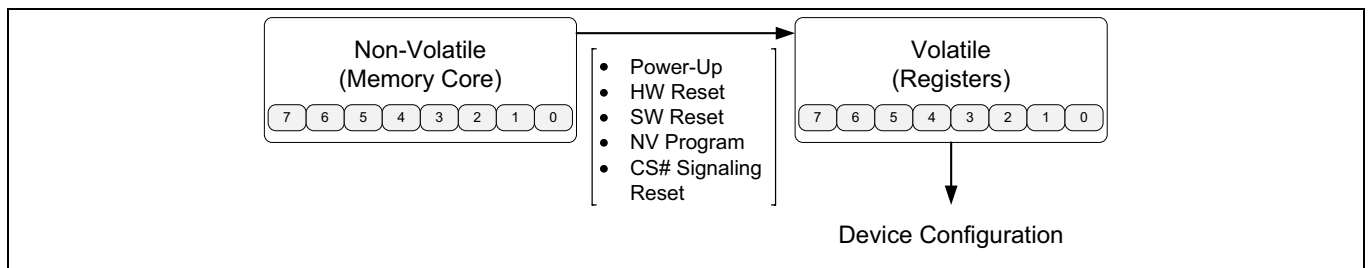 Non-Volatile
(Memory Core)
7 6 5 4 3 2 1 0
• Power-Up
• HW Reset
• SW Reset
• NV Program
• CS# Signaling
Reset
Volatile
(Registers)
7 6 5 4 3 2 1 0
Device Configuration